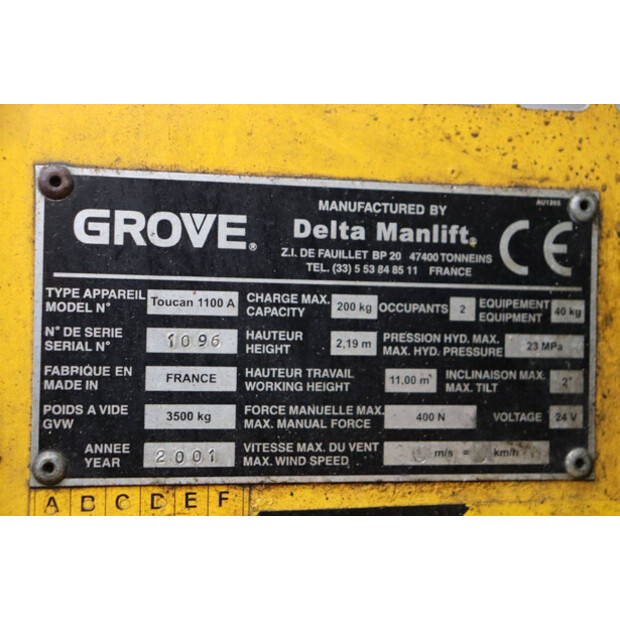 AU1265
GROVE®
MANUFACTURED BY
Delta Manlift®
Z.I. DE FAUILLET BP 20 47400 TONNEINS
TEL. (33) 5 53 84 85 11 FRANCE
CE
TYPE APPAREIL
MODEL N° Toucan 1100 A
CHARGE MAX.
CAPACITY 200 kg
OCCUPANTS 2
EQUIPEMENT
EQUIPMENT 40 kg
N° DE SERIE
SERIAL N° 1096
HAUTEUR
HEIGHT 2,19 m
PRESSION HYD. MAX.
MAX. HYD. PRESSURE 23 MPa
FABRIQUE EN
MADE IN FRANCE
HAUTEUR TRAVAIL
WORKING HEIGHT 11,00 m
INCLINAISON MAX.
MAX. TILT 2°
POIDS A VIDE
GVW 3500 kg
FORCE MANUELLE MAX.
MAX. MANUAL FORCE 400 N
VOLTAGE 24 V
ANNEE
YEAR 2001
VITESSE MAX. DU VENT
MAX. WIND SPEED m/s = km/h
A B C D E F